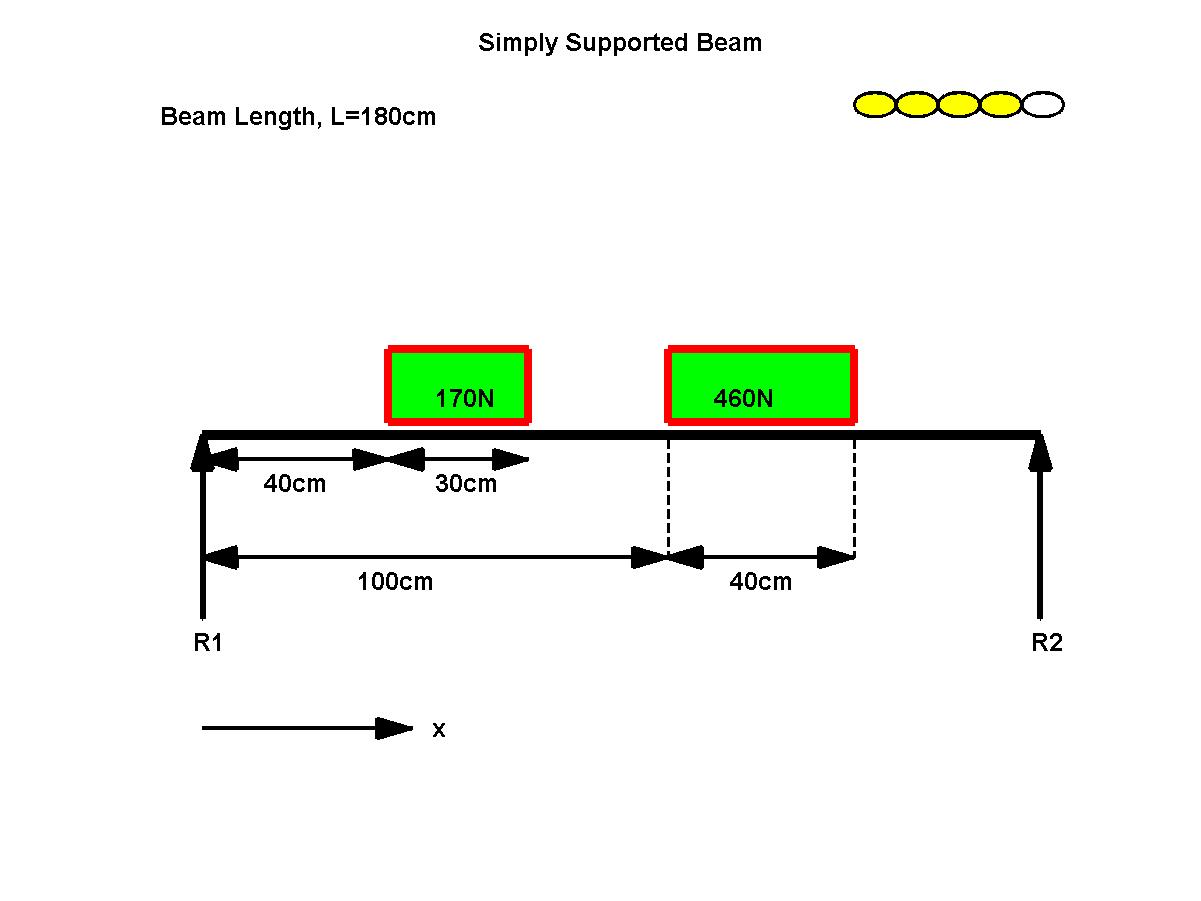 Simply Supported Beam
Beam Length, L=180cm
170N
460N
40cm
30cm
100cm
40cm
R1
R2
x